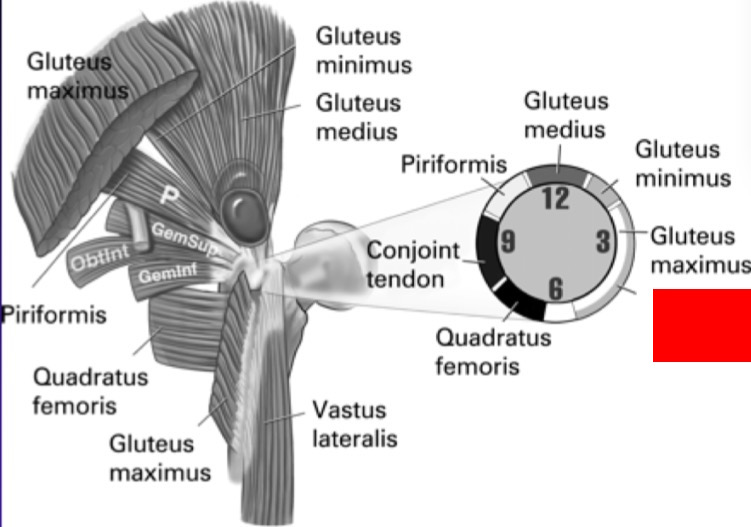 Gluteus
maximus
Gluteus
minimus
Gluteus
medius
P
GemSup
ObtInt
GemInf
Piriformis
Quadratus
femoris
Gluteus
maximus
Vastus
lateralis
Gluteus
medius
Piriformis
Gluteus
minimus
12
9
3
6
Gluteus
maximus
Conjoint
tendon
Quadratus
femoris